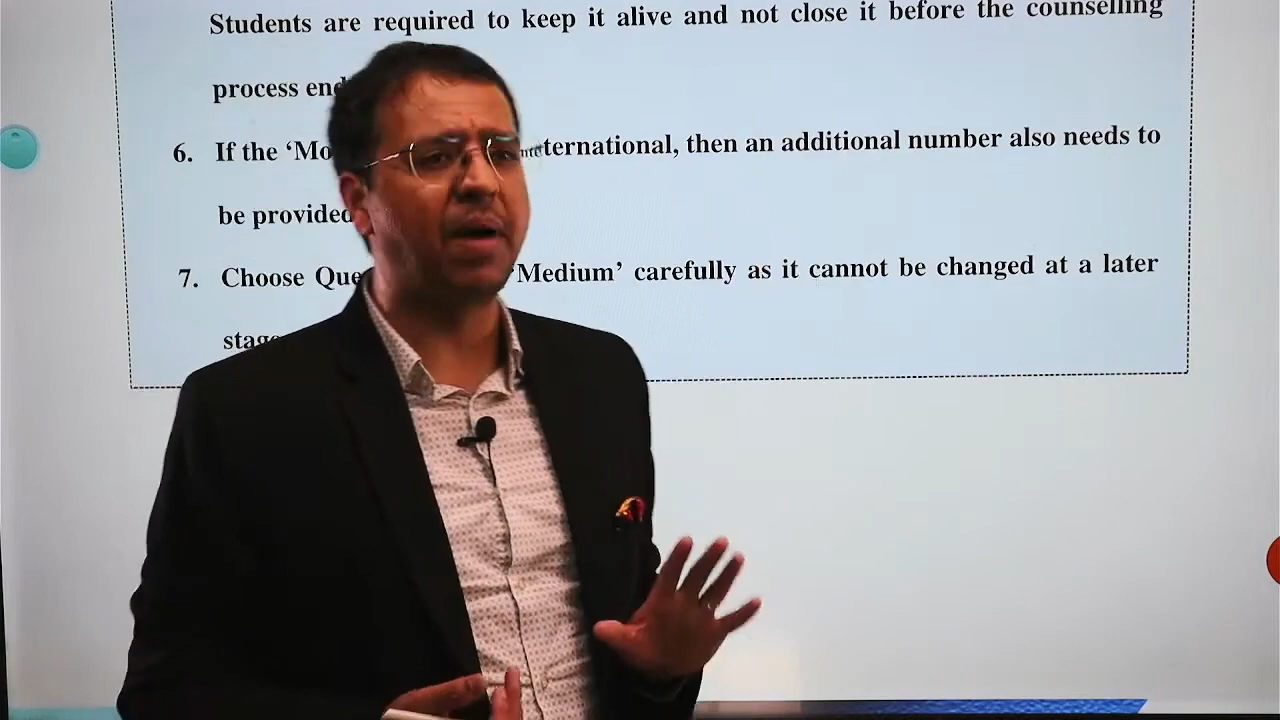 Students are required to keep it alive and not close it before the counselling
process end
6. If the ‘Mo ternational, then an additional number also needs to
be provided
7. Choose Que ‘Medium’ carefully as it cannot be changed at a later
stage